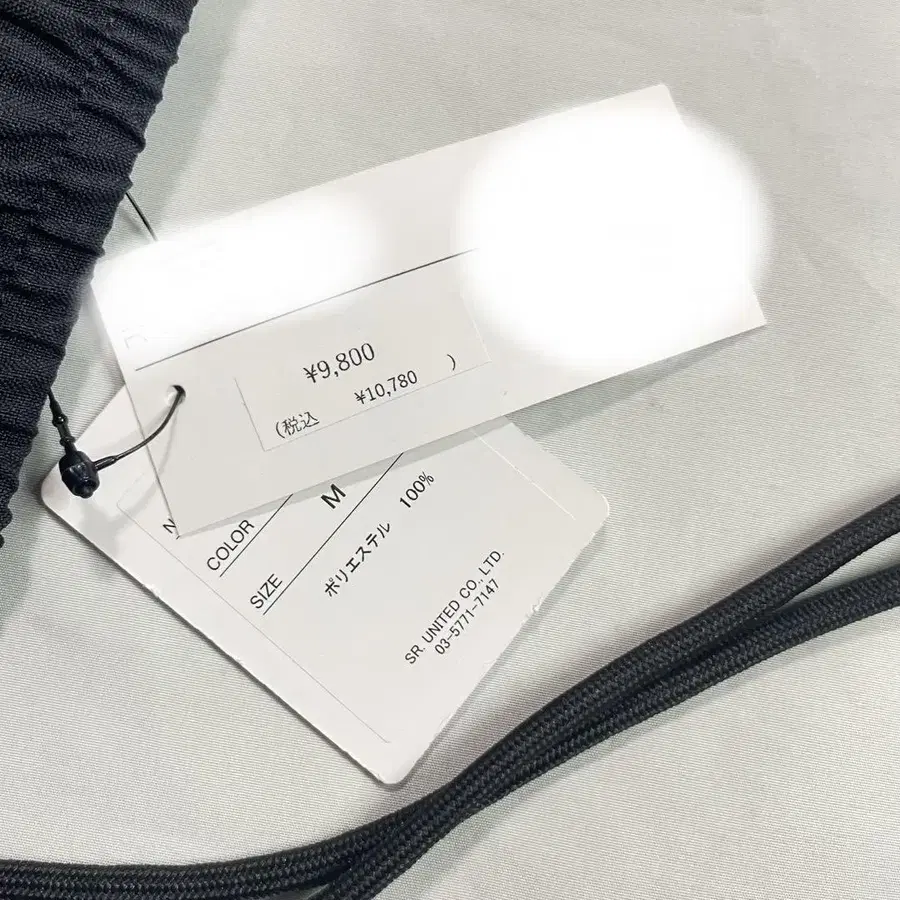 ¥9,800
(税込 ¥10,780 )
COLOR
SIZE M
ポリエステル 100%
SR. UNITED CO., LTD.
03-5771-7147